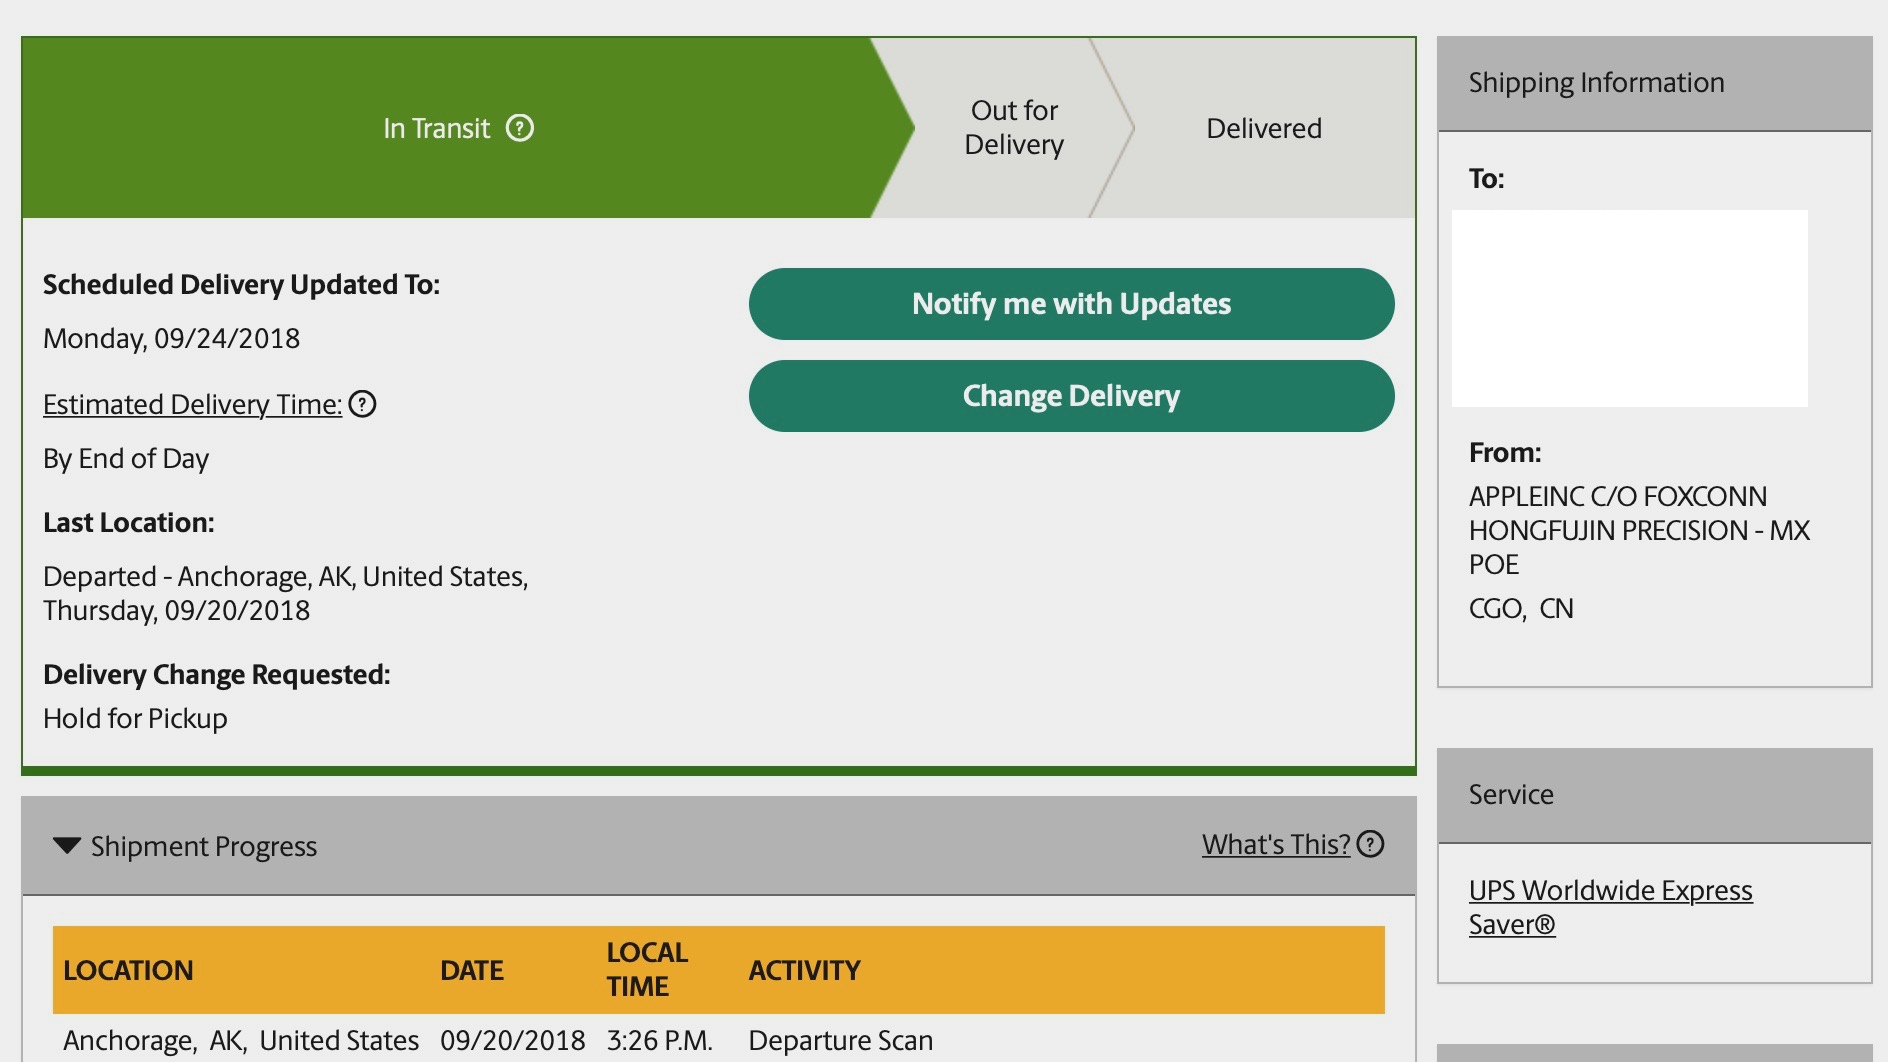 In Transit ?
Out for
Delivery
Delivered
Scheduled Delivery Updated To:
Monday, 09/24/2018
Estimated Delivery Time: ?
By End of Day
Last Location:
Departed - Anchorage, AK, United States,
Thursday, 09/20/2018
Delivery Change Requested:
Hold for Pickup
Notify me with Updates
Change Delivery
Shipment Progress
What's This? ?
LOCATION DATE LOCAL TIME ACTIVITY
Anchorage, AK, United States 09/20/2018 3:26 P.M. Departure Scan
Shipping Information
To:
From:
APPLEINC C/O FOXCONN
HONGFUJIN PRECISION - MX
POE
CGO, CN
Service
UPS Worldwide Express
Saver®